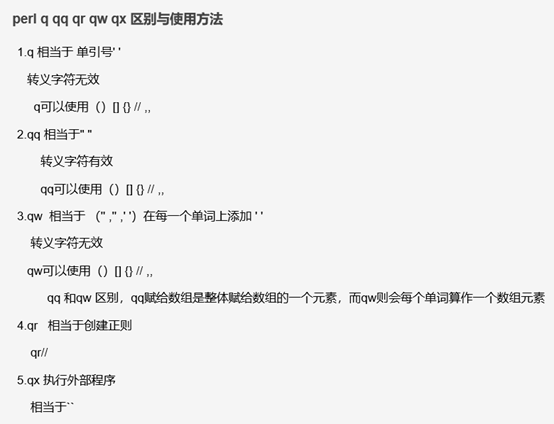 perl q qq qr qw qx 区别与使用方法
1.q 相当于 单引号' '
转义字符无效
q可以使用（）[] {} // ,,
2.qq 相当于" "
转义字符有效
qq可以使用（）[] {} // ,,
3.qw 相当于 （'' ,'' ,' '）在每一个单词上添加 ' '
转义字符无效
qw可以使用（）[] {} // ,,
qq 和qw 区别，qq赋给数组是整体赋给数组的一个元素，而qw则会每个单词算作一个数组元素
4.qr 相当于创建正则
qr//
5.qx 执行外部程序
相当于``